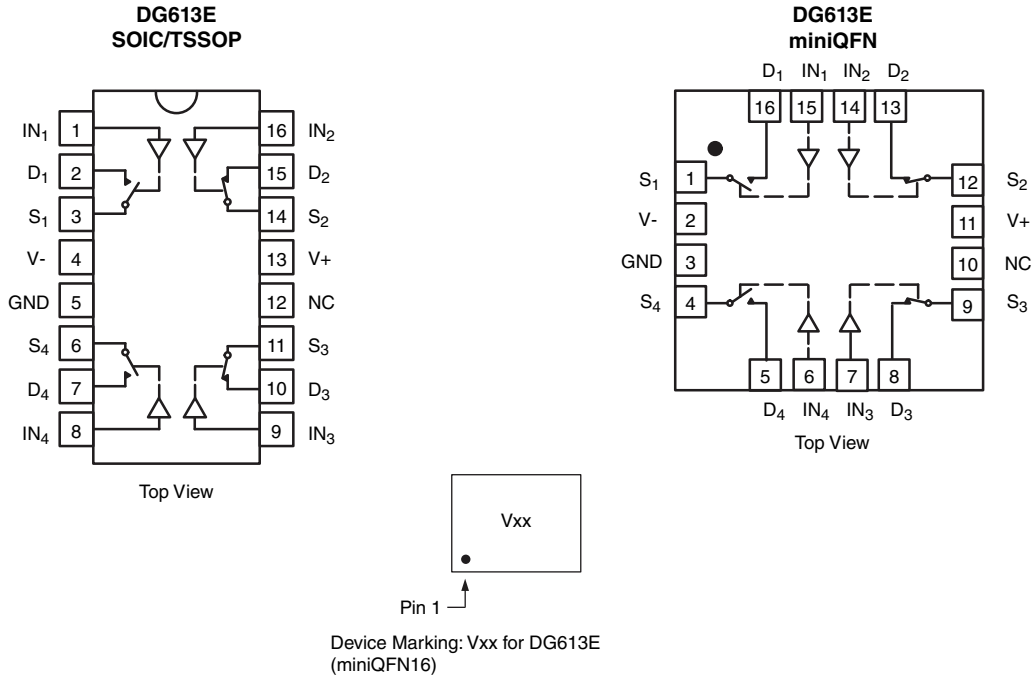 DG613E
SOIC/TSSOP
IN1 1 16 IN2
D1 2 15 D2
S1 3 14 S2
V- 4 13 V+
GND 5 12 NC
S4 6 11 S3
D4 7 10 D3
IN4 8 9 IN3
Top View
DG613E
miniQFN
D1 IN1 IN2 D2
16 15 14 13
S1 1 12 S2
V- 2 11 V+
GND 3 10 NC
S4 4 9 S3
5 6 7 8
D4 IN4 IN3 D3
Top View
Vxx
Pin 1
Device Marking: Vxx for DG613E
(miniQFN16)